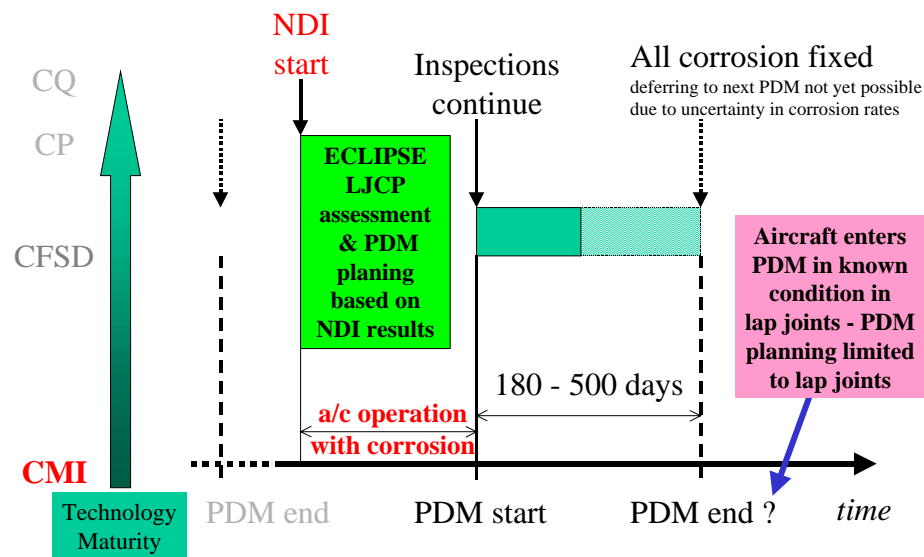 NDI
start
Inspections
continue
All corrosion fixed
deferring to next PDM not yet possible
due to uncertainty in corrosion rates
CQ
CP
CFSD
CMI
Technology
Maturity
ECLIPSE
LJCP
assessment
& PDM
planing
based on
NDI results
Aircraft enters
PDM in known
condition in
lap joints - PDM
planning limited
to lap joints
180 - 500 days
a/c operation
with corrosion
PDM end
PDM start
PDM end ?
time